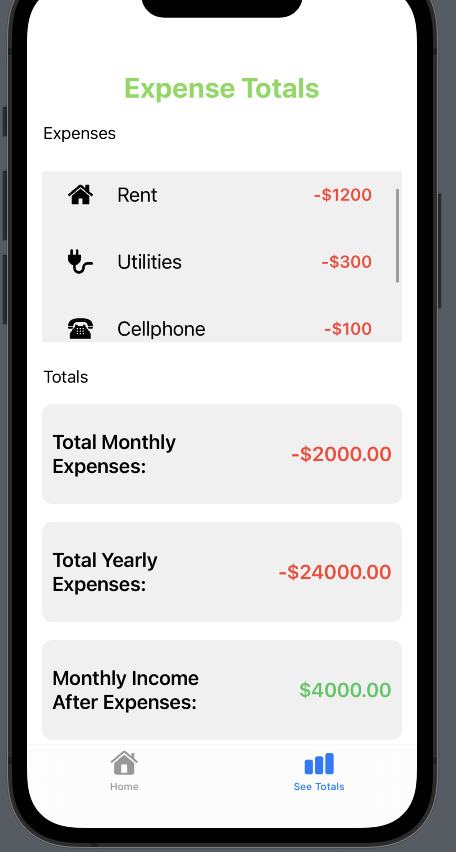 Expense Totals
Expenses
Rent -$1200
Utilities -$300
Cellphone -$100
Totals
Total Monthly
Expenses: -$2000.00
Total Yearly
Expenses: -$24000.00
Monthly Income
After Expenses: $4000.00
Home See Totals